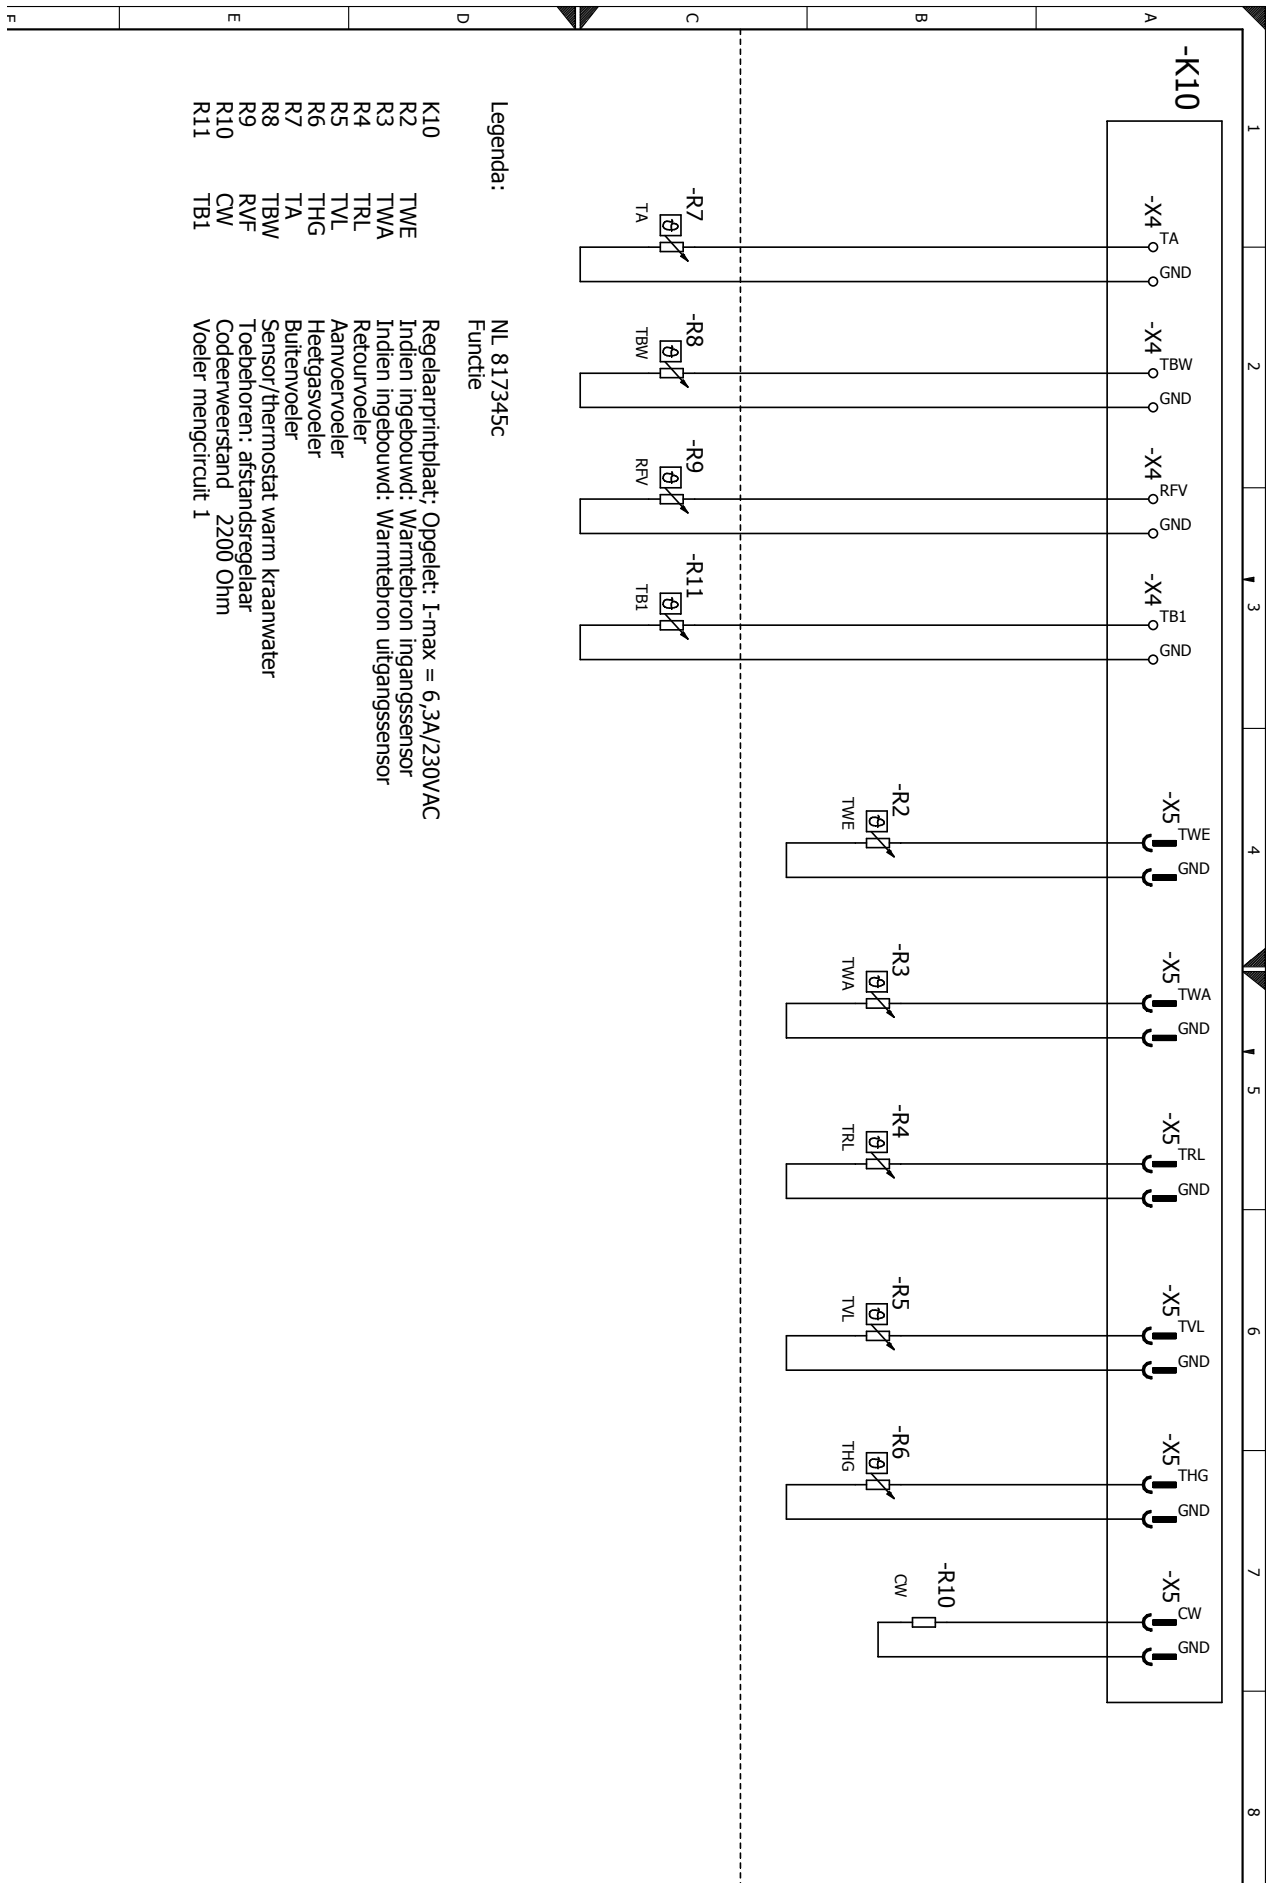 1 2 3 4 5 6 7 8
A
B
C
D
E
F
-K10
-X4 TA GND
-X4 TBW GND
-X4 RFV GND
-X4 TB1 GND
-X5 TWE GND
-X5 TWA GND
-X5 TRL GND
-X5 TVL GND
-X5 THG GND
-X5 CW GND
-R2
TWE
-R3
TWA
-R4
TRL
-R5
TVL
-R6
THG
-R10
CW
-R7
TA
-R8
TBW
-R9
RFV
-R11
TB1
Legenda: NL 817345c
Functie
K10 Regelaarprintplaat; Opgelet: I-max = 6,3A/230VAC
R2 TWE Indien ingebouwd: Warmtebron ingangssensor
R3 TWA Indien ingebouwd: Warmtebron uitgangssensor
R4 TRL Retourvoeler
R5 TVL Aanvoervoeler
R6 THG Heetgasvoeler
R7 TA Buitenvoeler
R8 TBW Sensor/thermostat warm kraanwater
R9 RVF Toebehoren: afstandsregelaar
R10 CW Codeerweerstand 2200 Ohm
R11 TB1 Voeler mengcircuit 1